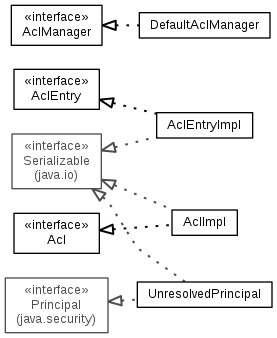 «interface»
AclManager
DefaultAclManager
«interface»
AclEntry
AclEntryImpl
«interface»
Serializable
(java.io)
AclImpl
«interface»
Acl
UnresolvedPrincipal
«interface»
Principal
(java.security)